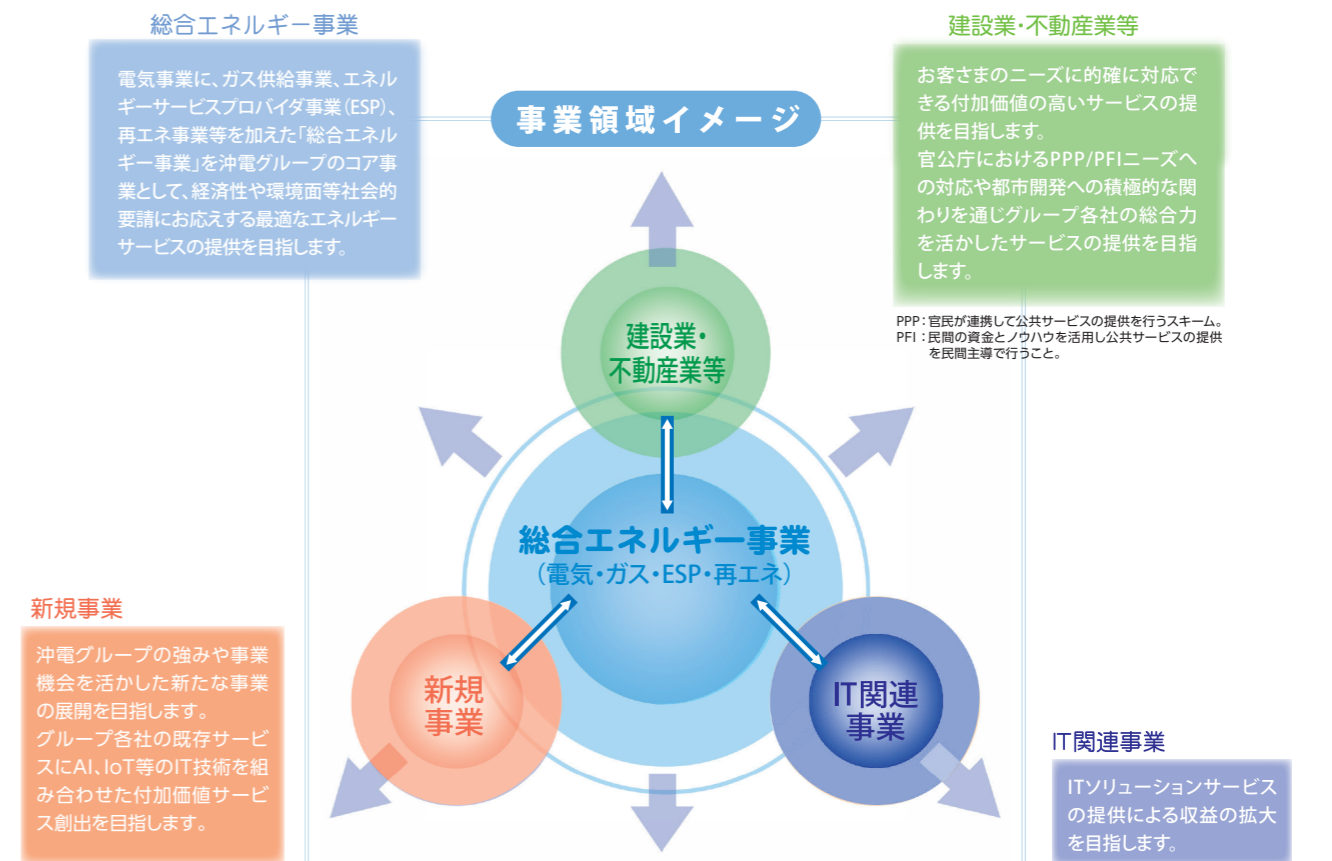 総合エネルギー事業
電気事業に、ガス供給事業、エネル
ギーサービスプロバイダ事業(ESP)、
再エネ事業等を加えた「総合エネル
ギー事業」を沖電グループのコア事
業として、経済性や環境面等社会的
要請にお応えする最適なエネルギー
サービスの提供を目指します。
事業領域イメージ
建設業・不動産業等
お客さまのニーズに的確に対応で
きる付加価値の高いサービスの提
供を目指します。
官公庁におけるPPP/PFIニーズへ
の対応や都市開発への積極的な関
わりを通じグループ各社の総合力
を活かしたサービスの提供を目指
します。
PPP：官民が連携して公共サービスの提供を行うスキーム。
PFI：民間の資金とノウハウを活用し公共サービスの提供
を民間主導で行うこと。
建設業・
不動産業等
総合エネルギー事業
（電気・ガス・ESP・再エネ）
新規
事業
IT関連
事業
新規事業
沖電グループの強みや事業
機会を活かした新たな事業
の展開を目指します。
グループ各社の既存サービ
スにAI、IoT等のIT技術を組
み合わせた付加価値サービ
ス創出を目指します。
IT関連事業
ITソリューションサービス
の提供による収益の拡大
を目指します。